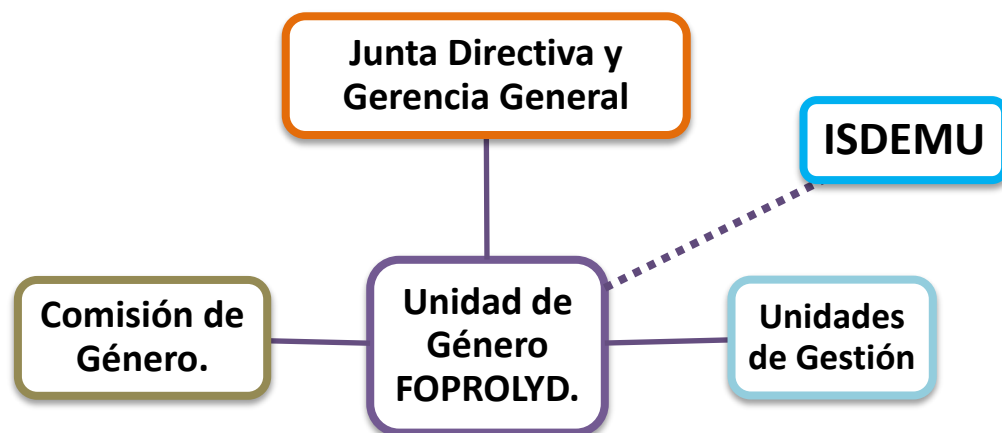 Junta Directiva y
Gerencia General
ISDEMU
Comisión de
Género.
Unidad de
Género
FOPROLYD.
Unidades
de Gestión